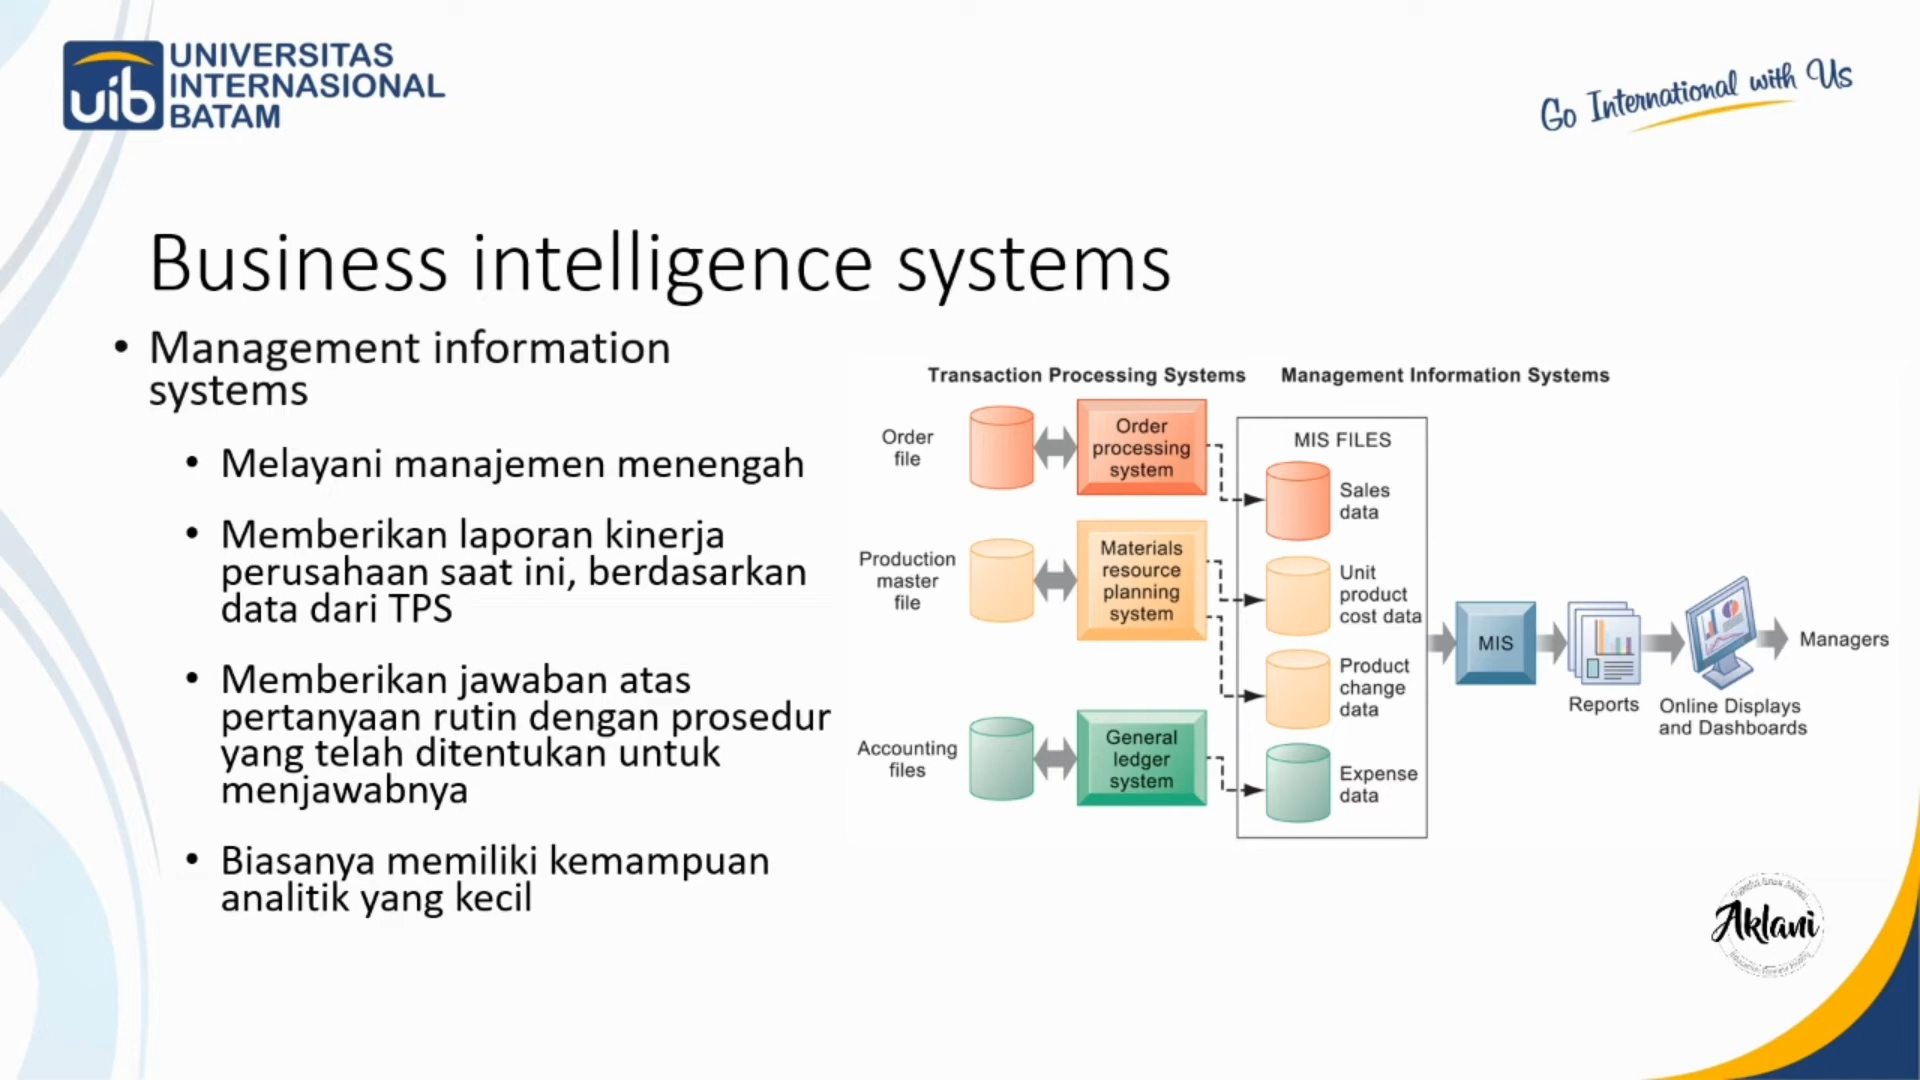 UNIVERSITAS
INTERNASIONAL
BATAM
uib
Go International with Us
Business intelligence systems
• Management information
systems
• Melayani manajemen menengah
• Memberikan laporan kinerja
perusahaan saat ini, berdasarkan
data dari TPS
• Memberikan jawaban atas
pertanyaan rutin dengan prosedur
yang telah ditentukan untuk
menjawabnya
• Biasanya memiliki kemampuan
analitik yang kecil
Transaction Processing Systems
Management Information Systems
Order
file
Order
processing
system
MIS FILES
Sales
data
Production
master
file
Materials
resource
planning
system
Unit
product
cost data
Product
change
data
Accounting
files
General
ledger
system
Expense
data
MIS
Reports
Online Displays
and Dashboards
Managers
Aklani